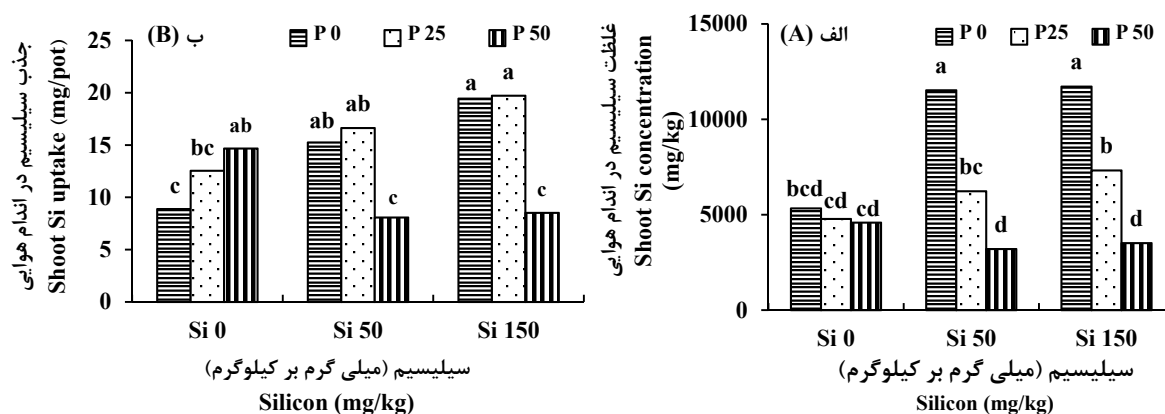 ب (B)
P 0 P 25 P 50
جذب سیلیسیم در اندام هوایی
Shoot Si uptake (mg/pot)
25
20
15
10
5
0
c bc ab
ab ab c
a a c
Si 0 Si 50 Si 150
سیلیسیم (میلی گرم بر کیلوگرم)
Silicon (mg/kg)
الف (A)
P 0 P25 P 50
غلظت سیلیسیم در اندام هوایی
Shoot Si concentration
(mg/kg)
15000
10000
5000
0
bcd cd cd
a bc d
a b d
Si 0 Si 50 Si 150
سیلیسیم (میلی گرم بر کیلوگرم)
Silicon (mg/kg)